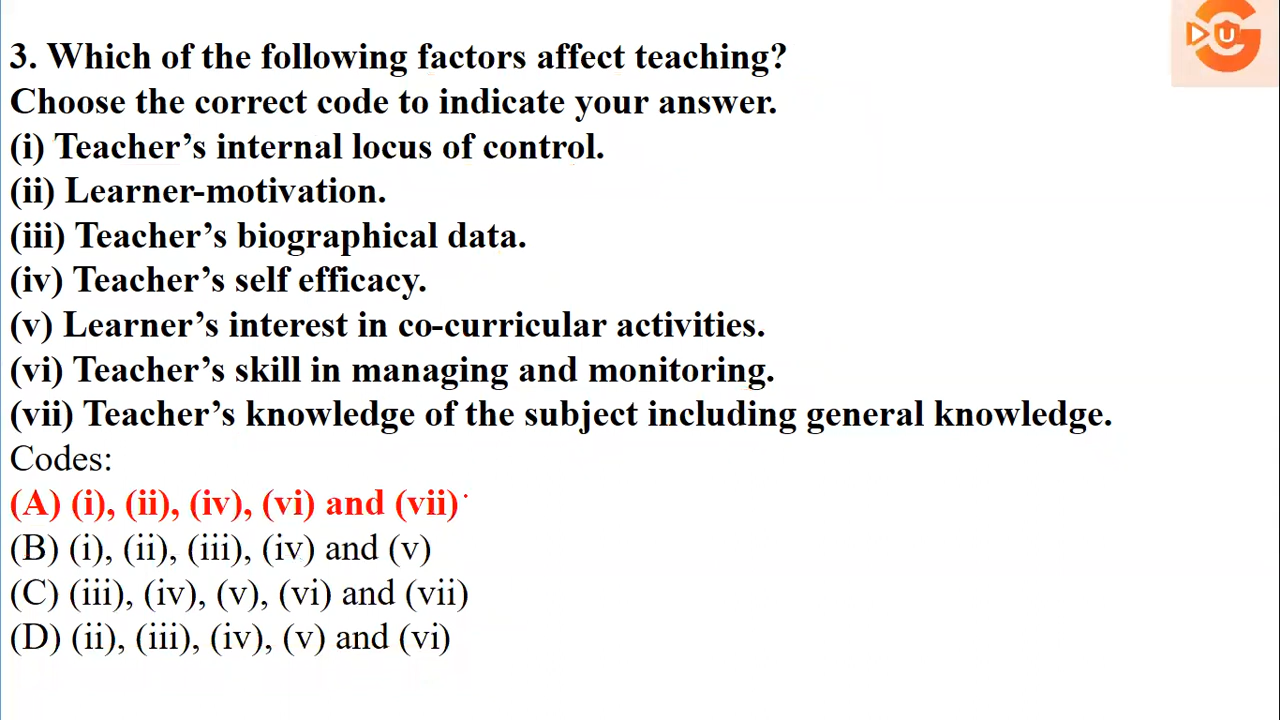 3. Which of the following factors affect teaching?
Choose the correct code to indicate your answer.
(i) Teacher’s internal locus of control.
(ii) Learner-motivation.
(iii) Teacher’s biographical data.
(iv) Teacher’s self efficacy.
(v) Learner’s interest in co-curricular activities.
(vi) Teacher’s skill in managing and monitoring.
(vii) Teacher’s knowledge of the subject including general knowledge.
Codes:
(A) (i), (ii), (iv), (vi) and (vii)
(B) (i), (ii), (iii), (iv) and (v)
(C) (iii), (iv), (v), (vi) and (vii)
(D) (ii), (iii), (iv), (v) and (vi)
U